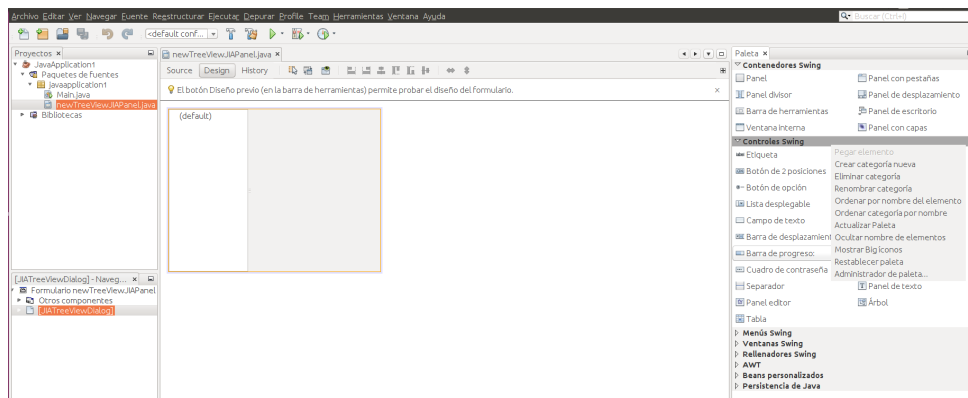 Archivo Editar Ver Navegar Fuente Reestructurar Ejecutar Depurar Profile Team Herramientas Ventana Ayuda
Buscar (Ctrl+I)
<default conf...
Proyectos
JavaApplication1
Paquetes de fuentes
javaapplication1
Main.java
newTreeViewJIAPanel.java
Bibliotecas
[JIATreeViewDialog] - Naveg...
Formulario newTreeViewJIAPanel
Otros componentes
[JIATreeViewDialog]
newTreeViewJIAPanel.java
Source Design History
El botón Diseño previo (en la barra de herramientas) permite probar el diseño del formulario.
(default)
Paleta
Contenedores Swing
Panel Panel con pestañas
Panel divisor Panel de desplazamiento
Barra de herramientas Panel de escritorio
Ventana interna Panel con capas
Controles Swing
Etiqueta
Botón de 2 posiciones
Botón de opción
Lista desplegable
Campo de texto
Barra de desplazamient
Barra de progreso:
Cuadro de contraseña
Separador Panel de texto
Panel editor Árbol
Tabla
Menús Swing
Ventanas Swing
Rellenadores Swing
AWT
Beans personalizados
Persistencia de Java
Pegar elemento
Crear categoría nueva
Eliminar categoría
Renombrar categoría
Ordenar por nombre del elemento
Ordenar categoría por nombre
Actualizar Paleta
Ocultar nombre de elementos
Mostrar Big iconos
Restablecer paleta
Administrador de paleta...